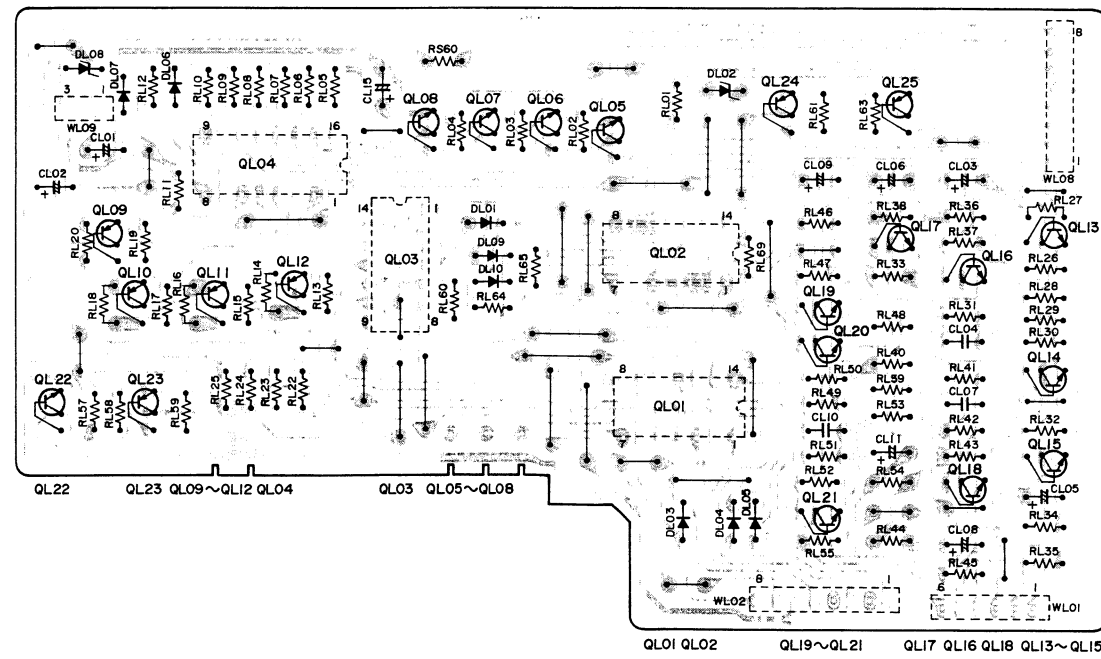 8
DL08
DL07
RL12
DL06
RL10
RL09
RL08
RL07
RL06
RL05
CL15
RS60
RL01
DL02
QL24
RL61
RL63
QL25
3 1
WL09
CL01
CL02
RL11
9 16
QL04
8 1
QL08
RL04
QL07
RL03
QL06
RL02
QL05
CL09
CL06
CL03
1
WL08
RL27
QL13
QL09
RL20
RL19
14 1
QL03
9 8
DL01
DL09
DL10
RL64
RL65
RL60
8 14
QL02
7 1
RL69
RL46
RL38
QL17
RL36
RL37
RL47
RL33
QL16
RL26
RL28
QL10
RL18
RL17
RL16
QL11
RL15
RL14
QL12
RL13
QL19
QL20
RL48
RL31
CL04
RL29
RL30
QL14
RL50
RL40
RL41
QL22
RL57
RL58
QL23
RL59
RL25
RL24
RL23
RL22
8 14
QL01
7 1
RL49
CL10
RL51
RL52
RL59
RL53
CL11
RL54
CL07
RL42
RL43
QL18
RL32
QL15
CL05
DL03
DL04
DL05
QL21
RL55
RL44
CL08
RL45
RL34
RL35
8 1
WL02
6 1
WL01
QL22 QL23 QL09～QL12 QL04 QL03 QL05～QL08
QL01 QL02 QL19～QL21 QL17 QL16 QL18 QL13～QL15